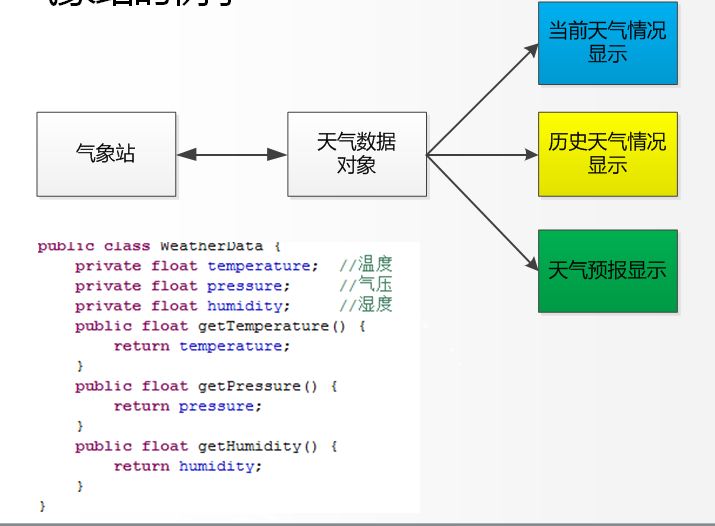 当前天气情况
显示
气象站
天气数据
对象
历史天气情况
显示
天气预报显示
public class WeatherData {
private float temperature; //温度
private float pressure; //气压
private float humidity; //湿度
public float getTemperature() {
return temperature;
}
public float getPressure() {
return pressure;
}
public float getHumidity() {
return humidity;
}
}